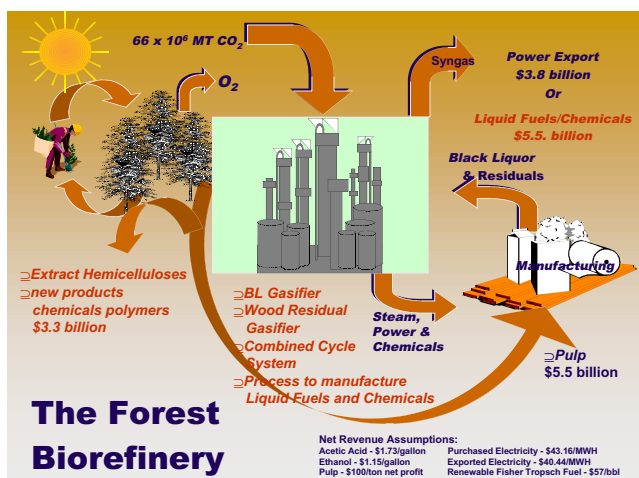 66 x 10⁶ MT CO₂
O₂
Syngas
Power Export
$3.8 billion
Or
Liquid Fuels/Chemicals
$5.5. billion
Black Liquor
& Residuals
Manufacturing
⊇Extract Hemicelluloses
⊇new products
chemicals polymers
$3.3 billion
⊇BL Gasifier
⊇Wood Residual
Gasifier
⊇Combined Cycle
System
⊇Process to manufacture
Liquid Fuels and Chemicals
Steam,
Power &
Chemicals
⊇Pulp
$5.5 billion
The Forest
Biorefinery
Net Revenue Assumptions:
Acetic Acid - $1.73/gallon
Ethanol - $1.15/gallon
Pulp - $100/ton net profit
Purchased Electricity - $43.16/MWH
Exported Electricity - $40.44/MWH
Renewable Fisher Tropsch Fuel - $57/bbl